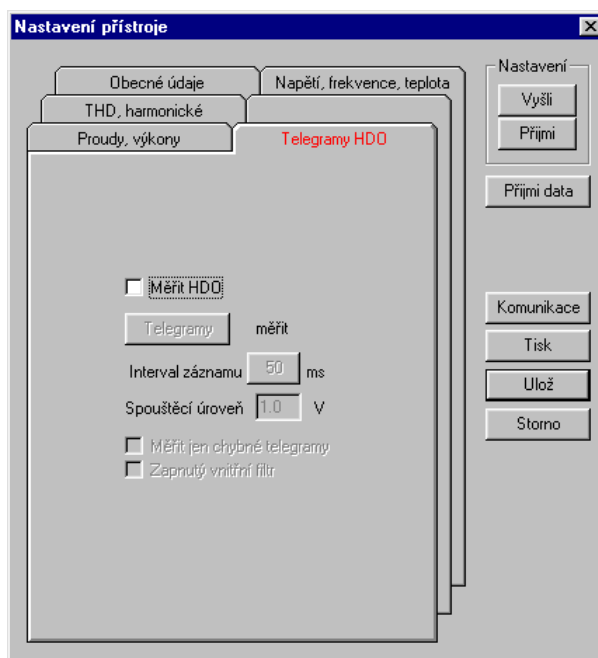 Nastavení přístroje
Obecné údaje
Napětí, frekvence, teplota
THD, harmonické
Proudy, výkony
Telegramy HDO
Měřit HDO
Telegramy měřit
Interval záznamu 50 ms
Spouštěcí úroveň 1.0 V
Měřit jen chybné telegramy
Zapnutý vnitřní filtr
Nastavení
Vyšli
Přijmi
Přijmi data
Komunikace
Tisk
Ulož
Storno